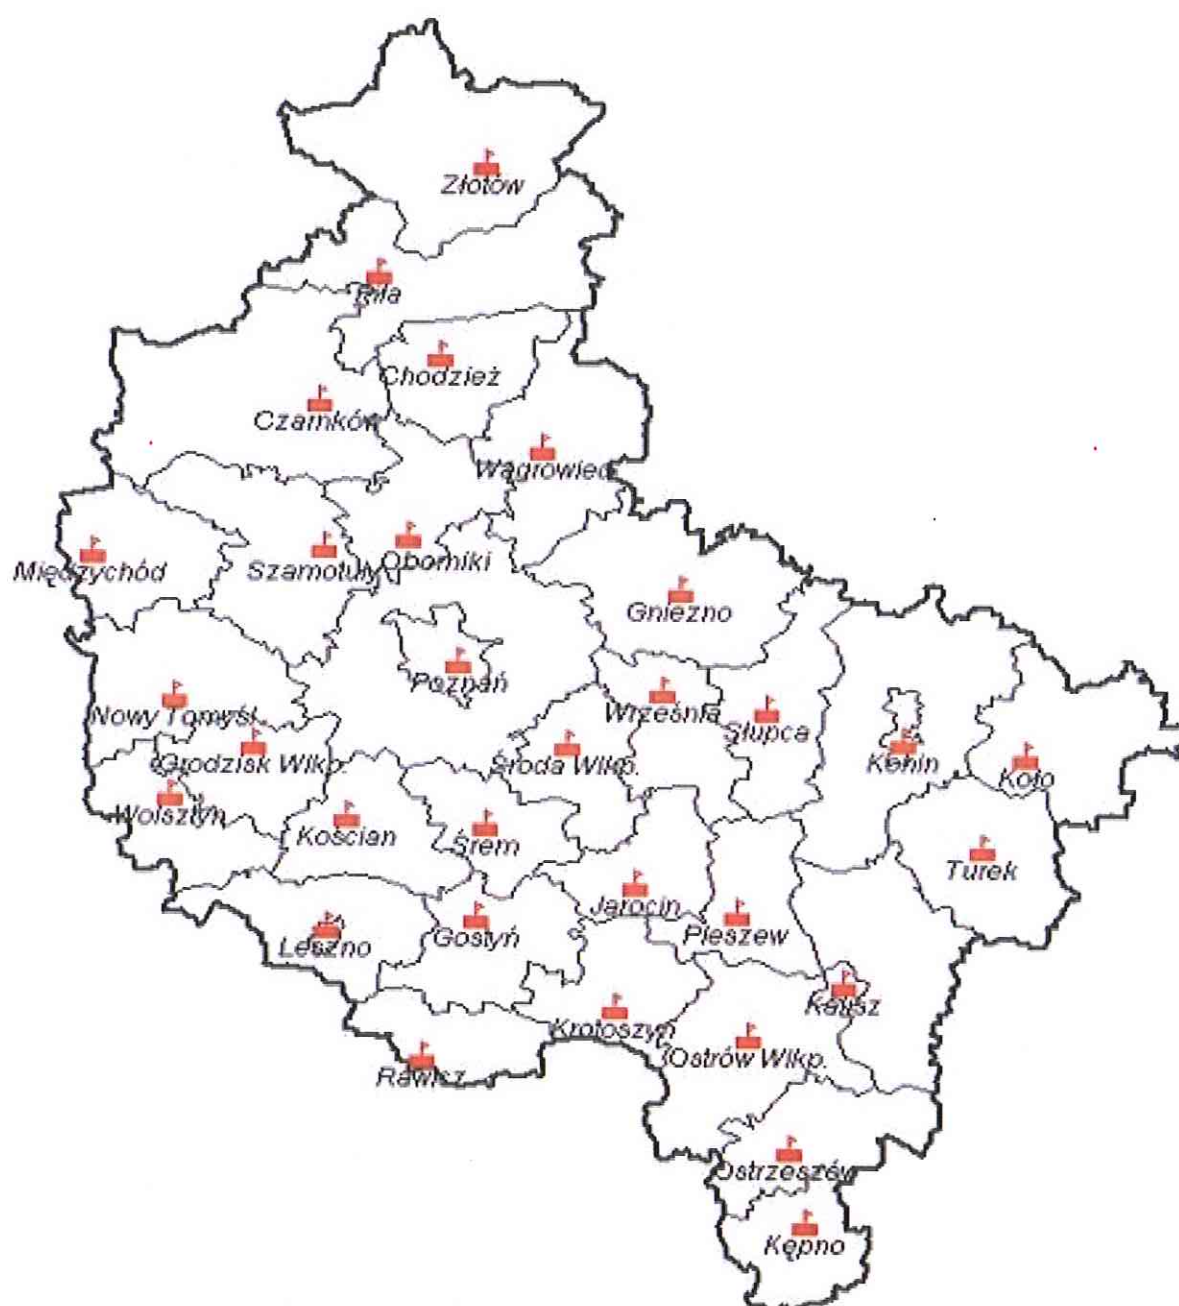 Złotów
Piła
Chodzież
Czarnków
Wągrowiec
Międzychód
Szamotuły
Oborniki
Gniezno
Poznań
Nowy Tomyśl
Września
Słupca
Grodzisk Wlkp.
Środa Wlkp.
Konin
Koło
Wolsztyn
Kościan
Śrem
Turek
Jarocin
Pleszew
Leszno
Gostyń
Kalisz
Krotoszyn
Ostrów Wlkp.
Rawicz
Ostrzeszów
Kępno